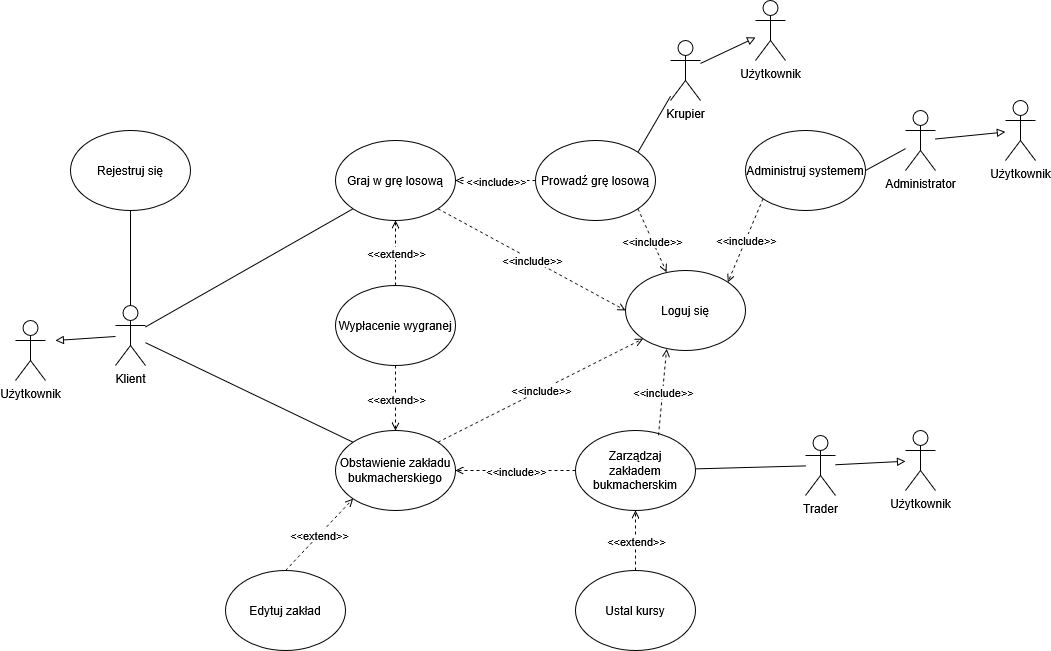 Użytkownik
Krupier
Użytkownik
Administrator
Rejestruj się
Graj w grę losową
<<include>>
Prowadź grę losową
Administruj systemem
<<extend>>
<<include>>
<<include>>
<<include>>
Loguj się
Wypłacenie wygranej
Użytkownik
Klient
<<extend>>
<<include>>
<<include>>
Obstawienie zakładu
bukmacherskiego
<<include>>
Zarządzaj
zakładem
bukmacherskim
Trader
Użytkownik
<<extend>>
<<extend>>
Edytuj zakład
Ustal kursy